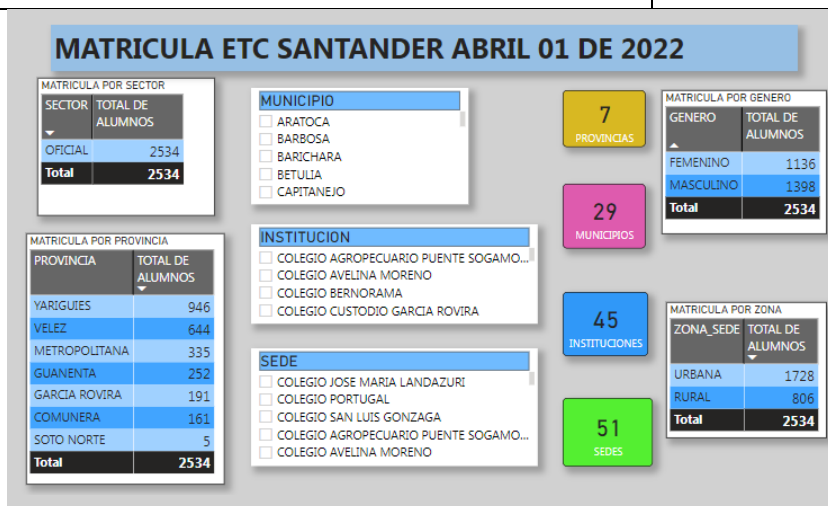 MATRICULA ETC SANTANDER ABRIL 01 DE 2022
MATRICULA POR SECTOR
SECTOR TOTAL DE ALUMNOS
OFICIAL 2534
Total 2534
MATRICULA POR PROVINCIA
PROVINCIA TOTAL DE ALUMNOS
YARIGUIES 946
VELEZ 644
METROPOLITANA 335
GUANENTA 252
GARCIA ROVIRA 191
COMUNERA 161
SOTO NORTE 5
Total 2534
MUNICIPIO
ARATOCA
BARBOSA
BARICHARA
BETULIA
CAPITANEJO
INSTITUCION
COLEGIO AGROPECUARIO PUENTE SOGAMO...
COLEGIO AVELINA MORENO
COLEGIO BERNORAMA
COLEGIO CUSTODIO GARCIA ROVIRA
SEDE
COLEGIO JOSE MARIA LANDAZURI
COLEGIO PORTUGAL
COLEGIO SAN LUIS GONZAGA
COLEGIO AGROPECUARIO PUENTE SOGAMO...
COLEGIO AVELINA MORENO
7
PROVINCIAS
29
MUNICIPIOS
45
INSTITUCIONES
51
SEDES
MATRICULA POR GENERO
GENERO TOTAL DE ALUMNOS
FEMENINO 1136
MASCULINO 1398
Total 2534
MATRICULA POR ZONA
ZONA_SEDE TOTAL DE ALUMNOS
URBANA 1728
RURAL 806
Total 2534